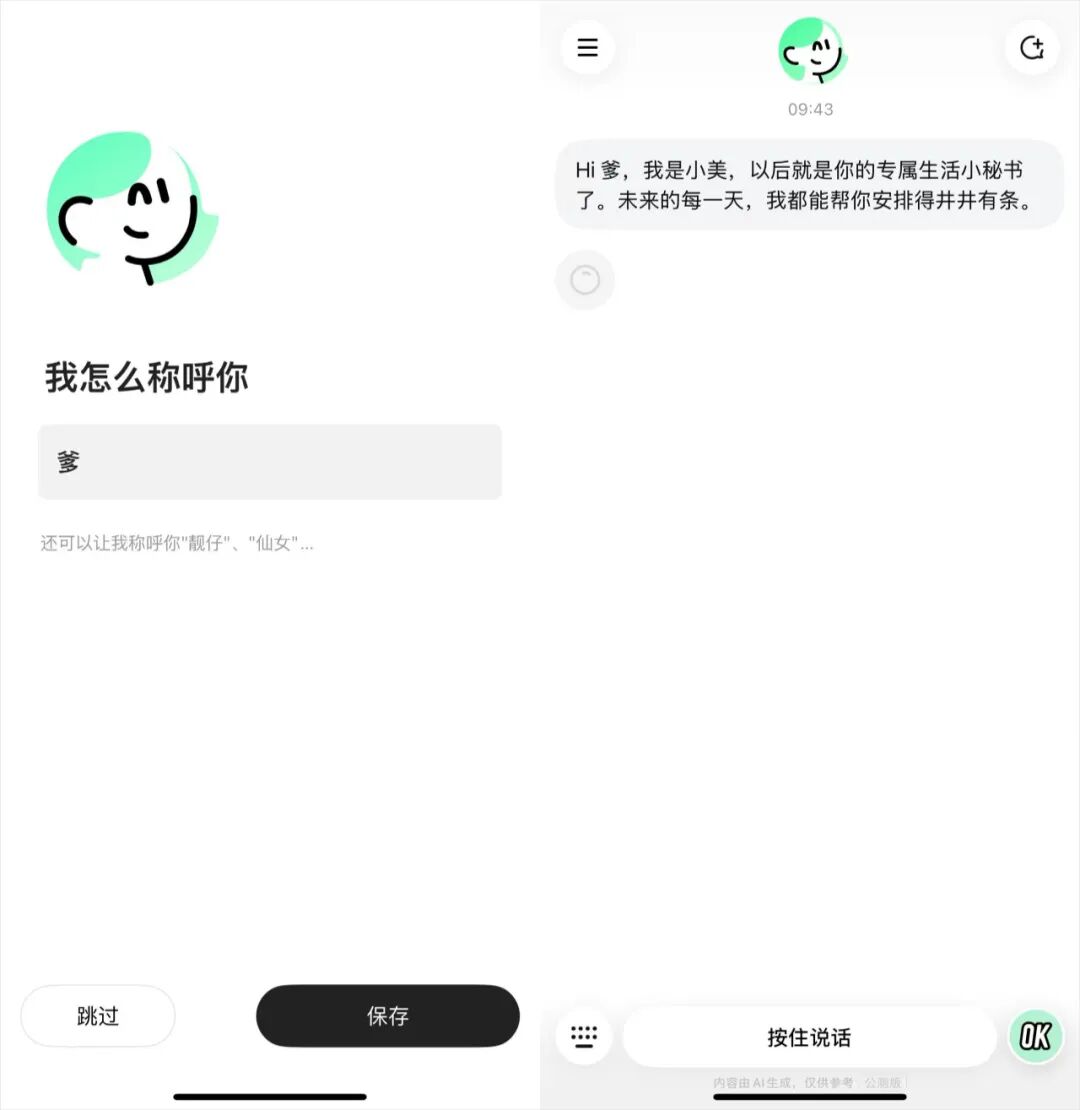 我怎么称呼你
爹
还可以让我称呼你"靓仔"、"仙女"...
跳过
保存
09:43
Hi 爹，我是小美，以后就是你的专属生活小秘书
了。未来的每一天，我都能帮你安排得井井有条。
按住说话
OK
内容由AI生成，仅供参考 公测版